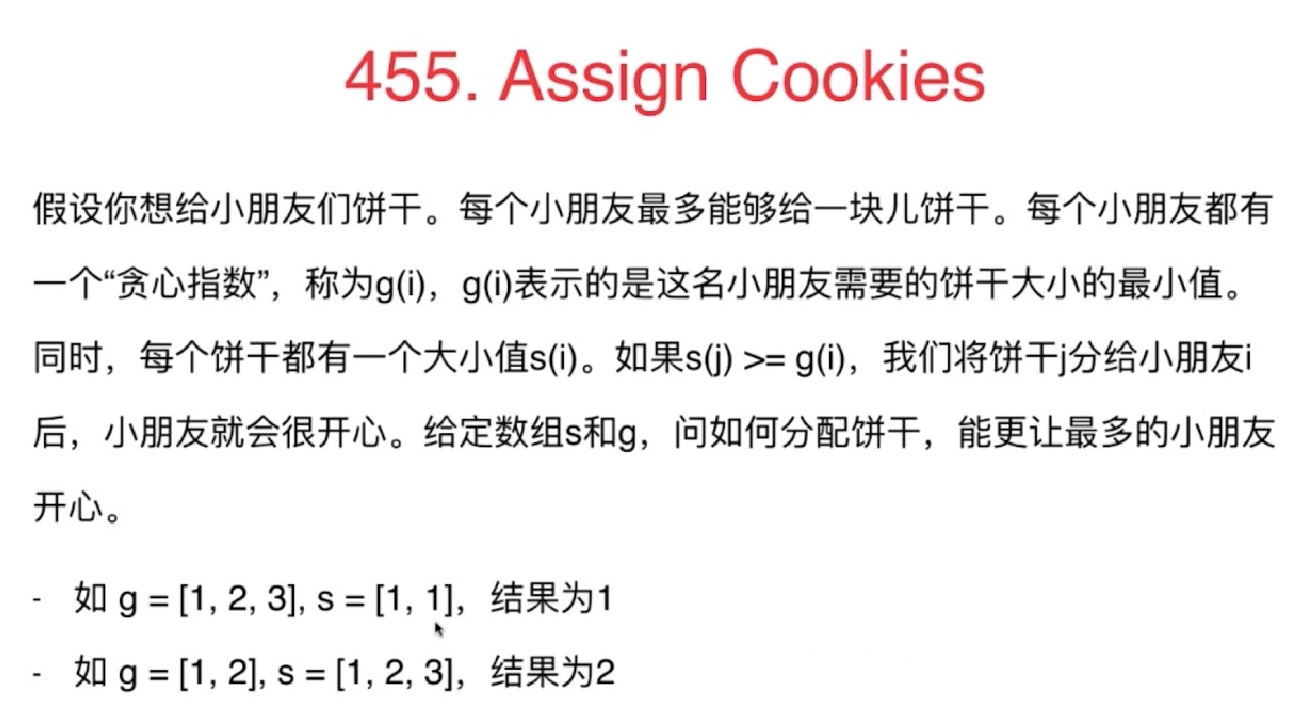 455. Assign Cookies
假设你想给小朋友们饼干。每个小朋友最多能够给一块儿饼干。每个小朋友都有
一个“贪心指数”，称为g(i)，g(i)表示的是这名小朋友需要的饼干大小的最小值。
同时，每个饼干都有一个大小值s(i)。如果s(j) >= g(i)，我们将饼干j分给小朋友i
后，小朋友就会很开心。给定数组s和g，问如何分配饼干，能更让最多的小朋友
开心。
- 如 g = [1, 2, 3], s = [1, 1]，结果为1
- 如 g = [1, 2], s = [1, 2, 3]，结果为2